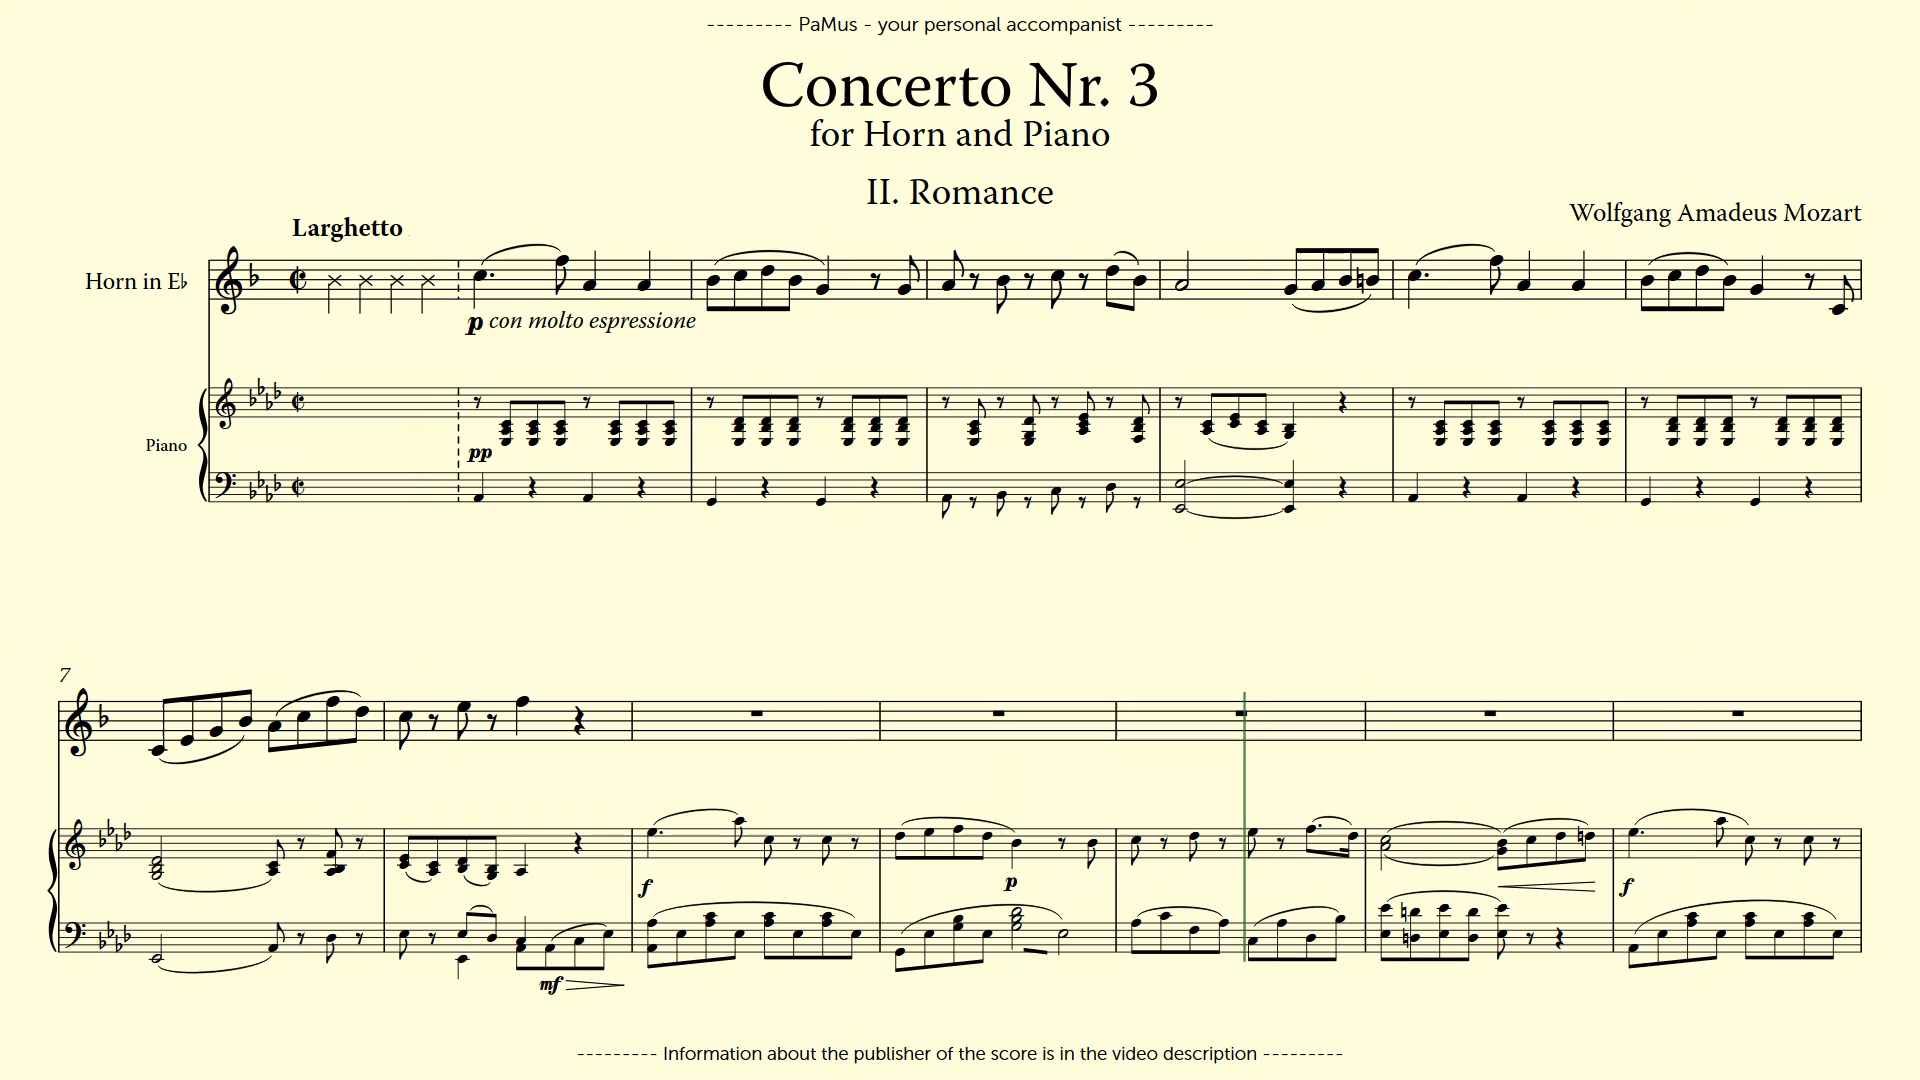 --------- PaMus - your personal accompanist ---------
Concerto Nr. 3
for Horn and Piano
II. Romance
Wolfgang Amadeus Mozart
Larghetto
Horn in E♭
p con molto espressione
Piano
pp
7
f
p
f
mf
--------- Information about the publisher of the score is in the video description ---------